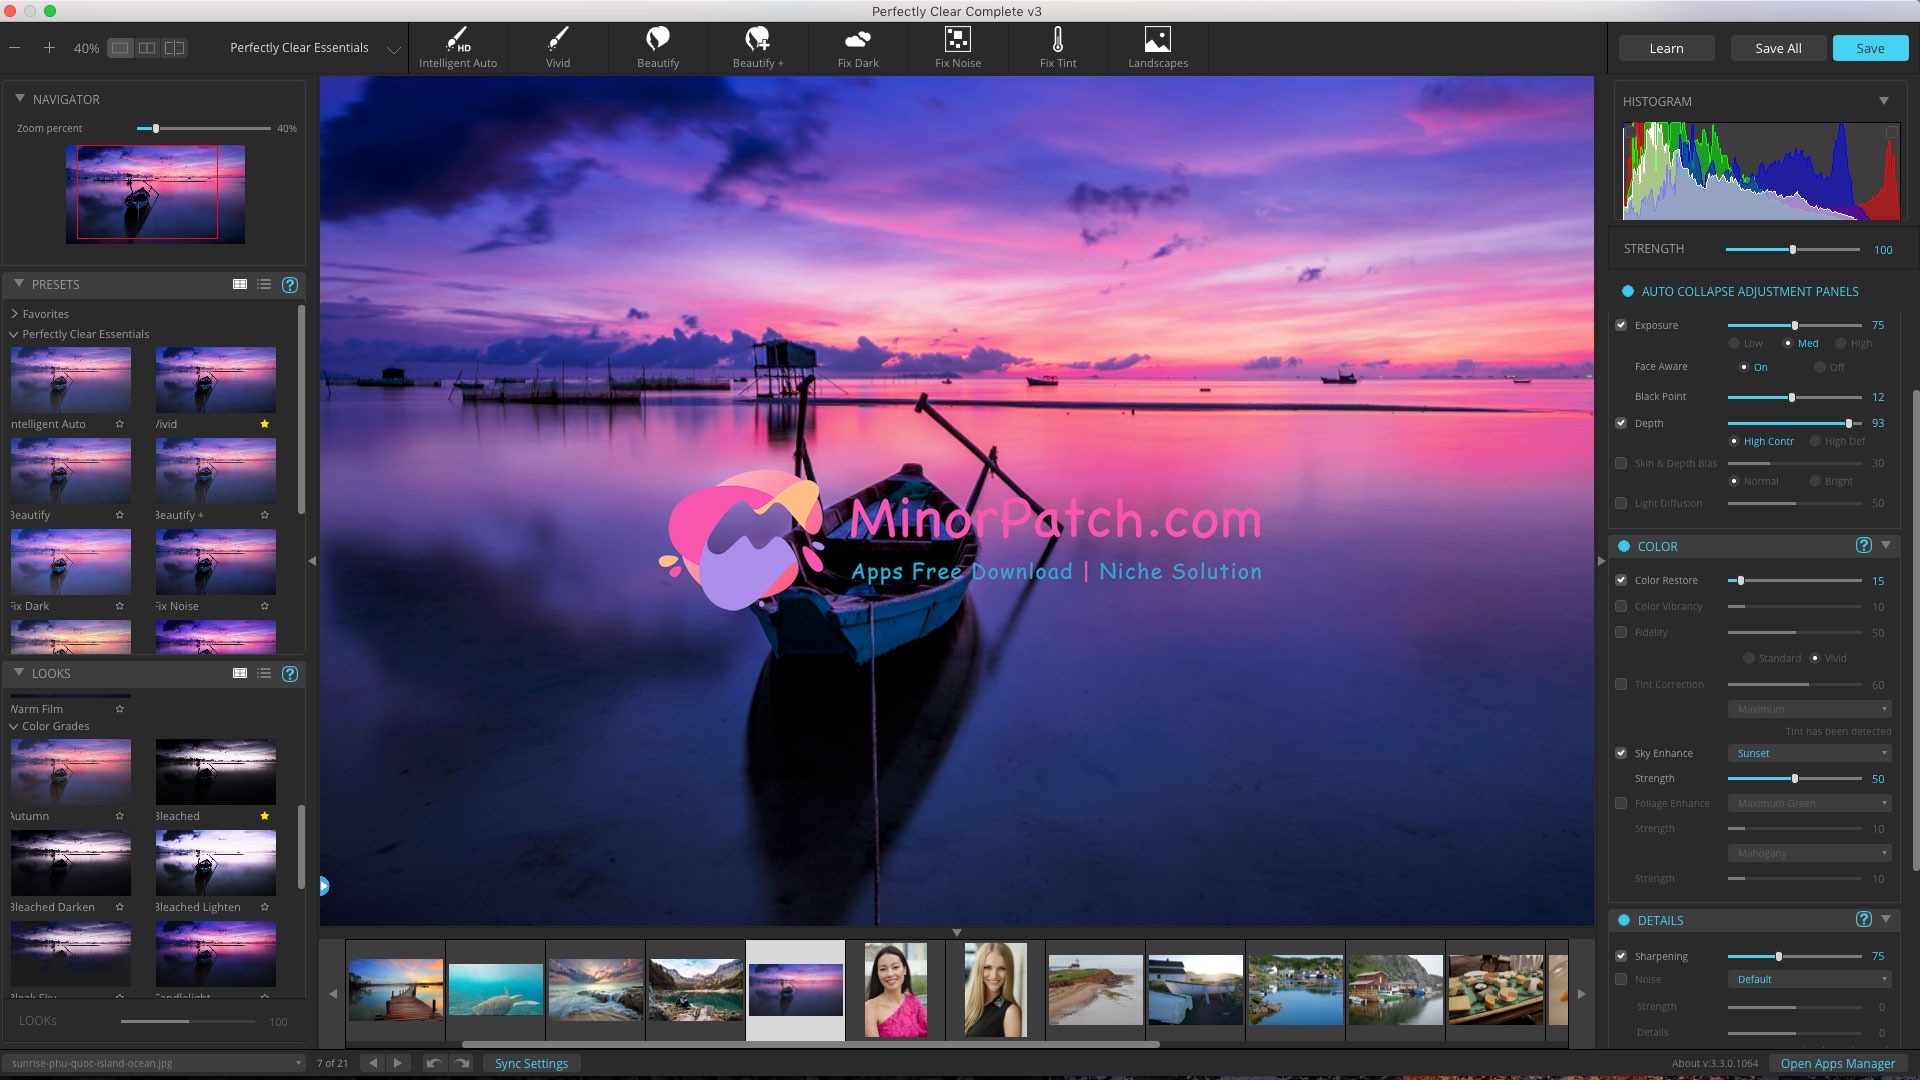 Perfectly Clear Complete v3
40%
Perfectly Clear Essentials
HD
Intelligent Auto
Vivid
Beautify
Beautify +
Fix Dark
Fix Noise
Fix Tint
Landscapes
Learn
Save All
Save
NAVIGATOR
Zoom percent
40%
PRESETS
?
Favorites
Perfectly Clear Essentials
ntelligent Auto
Vivid
Beautify
Beautify +
Fix Dark
Fix Noise
LOOKS
?
Warm Film
Color Grades
Autumn
Bleached
Bleached Darken
Bleached Lighten
Bleak Sky
Candlelight
LOOKs
100
sunrise-phu-quoc-island-ocean.jpg
MinorPatch.com
Apps Free Download | Niche Solution
7 of 21
Sync Settings
HISTOGRAM
STRENGTH
100
AUTO COLLAPSE ADJUSTMENT PANELS
Exposure
75
Low
Med
High
Face Aware
On
Off
Black Point
12
Depth
93
High Contr
High Def
Skin & Depth Bias
30
Normal
Bright
Light Diffusion
50
COLOR
?
Color Restore
15
Color Vibrancy
10
Fidelity
50
Standard
Vivid
Tint Correction
60
Maximum
Tint has been detected
Sky Enhance
Sunset
Strength
50
Foliage Enhance
Maximum Green
Strength
10
Mahogany
Strength
10
DETAILS
?
Sharpening
75
Noise
Default
Strength
0
Details
0
About v:3.3.0.1064
Open Apps Manager